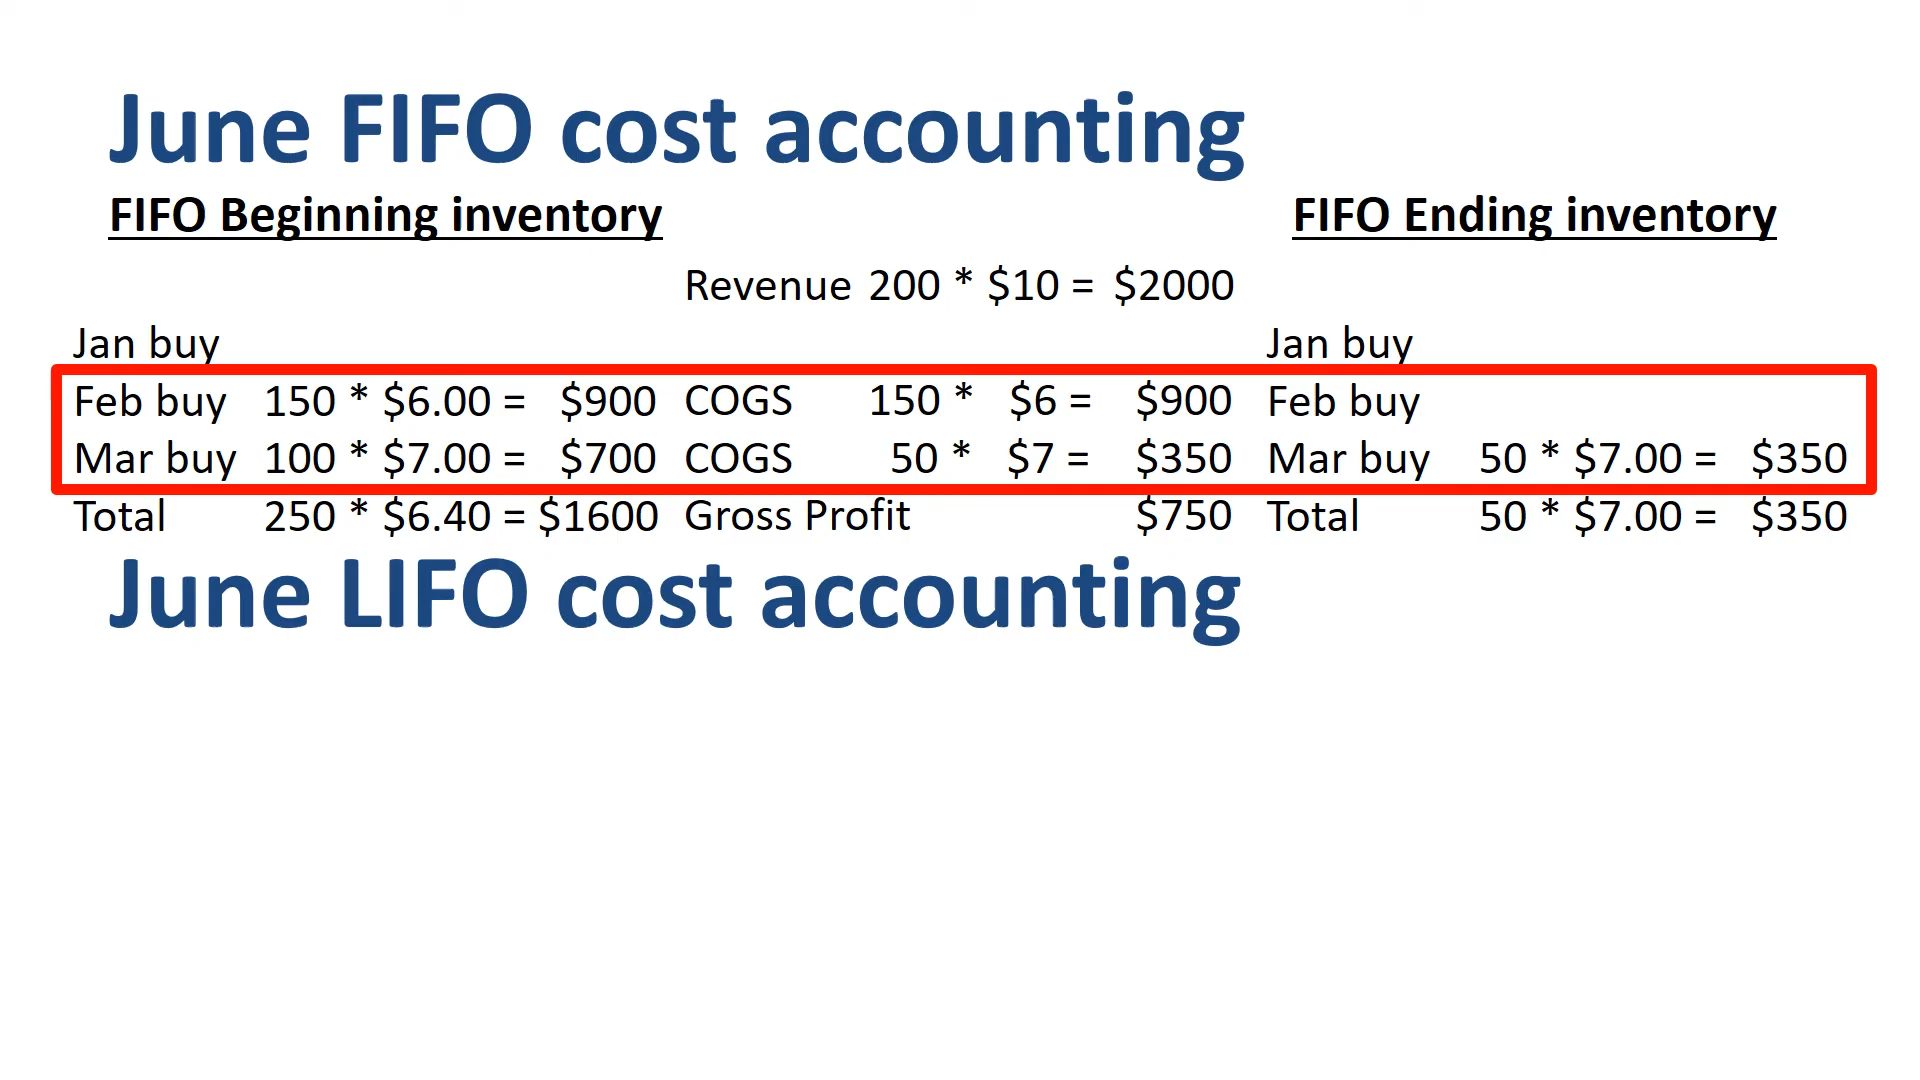 June FIFO cost accounting
FIFO Beginning inventory FIFO Ending inventory
Revenue 200 * $10 = $2000
Jan buy Jan buy
Feb buy 150 * $6.00 = $900 COGS 150 * $6 = $900 Feb buy
Mar buy 100 * $7.00 = $700 COGS 50 * $7 = $350 Mar buy 50 * $7.00 = $350
Total 250 * $6.40 = $1600 Gross Profit $750 Total 50 * $7.00 = $350
June LIFO cost accounting